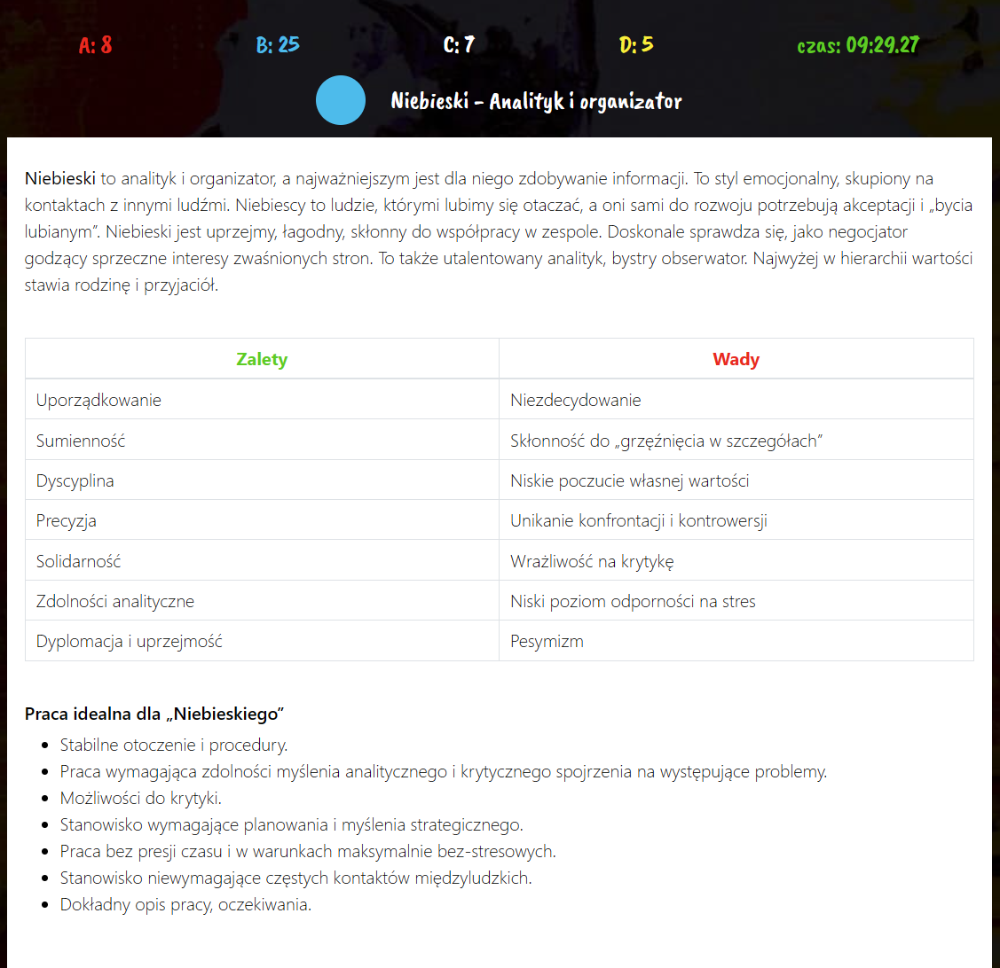 A: 8 B: 25 C: 7 D: 5 czas: 09:29.27
Niebieski - Analityk i organizator
Niebieski to analityk i organizator, a najważniejszym jest dla niego zdobywanie informacji. To styl emocjonalny, skupiony na
kontaktach z innymi ludźmi. Niebiescy to ludzie, którymi lubimy się otaczać, a oni sami do rozwoju potrzebują akceptacji i „bycia
lubianym”. Niebieski jest uprzejmy, łagodny, skłonny do współpracy w zespole. Doskonale sprawdza się, jako negocjator
godzący sprzeczne interesy zwaśnionych stron. To także utalentowany analityk, bystry obserwator. Najwyżej w hierarchii wartości
stawia rodzinę i przyjaciół.
Zalety Wady
Uporządkowanie Niezdecydowanie
Sumienność Skłonność do „grzęźnięcia w szczegółach”
Dyscyplina Niskie poczucie własnej wartości
Precyzja Unikanie konfrontacji i kontrowersji
Solidarność Wrażliwość na krytykę
Zdolności analityczne Niski poziom odporności na stres
Dyplomacja i uprzejmość Pesymizm
Praca idealna dla „Niebieskiego”
• Stabilne otoczenie i procedury.
• Praca wymagająca zdolności myślenia analitycznego i krytycznego spojrzenia na występujące problemy.
• Możliwości do krytyki.
• Stanowisko wymagające planowania i myślenia strategicznego.
• Praca bez presji czasu i w warunkach maksymalnie bez-stresowych.
• Stanowisko niewymagające częstych kontaktów międzyludzkich.
• Dokładny opis pracy, oczekiwania.